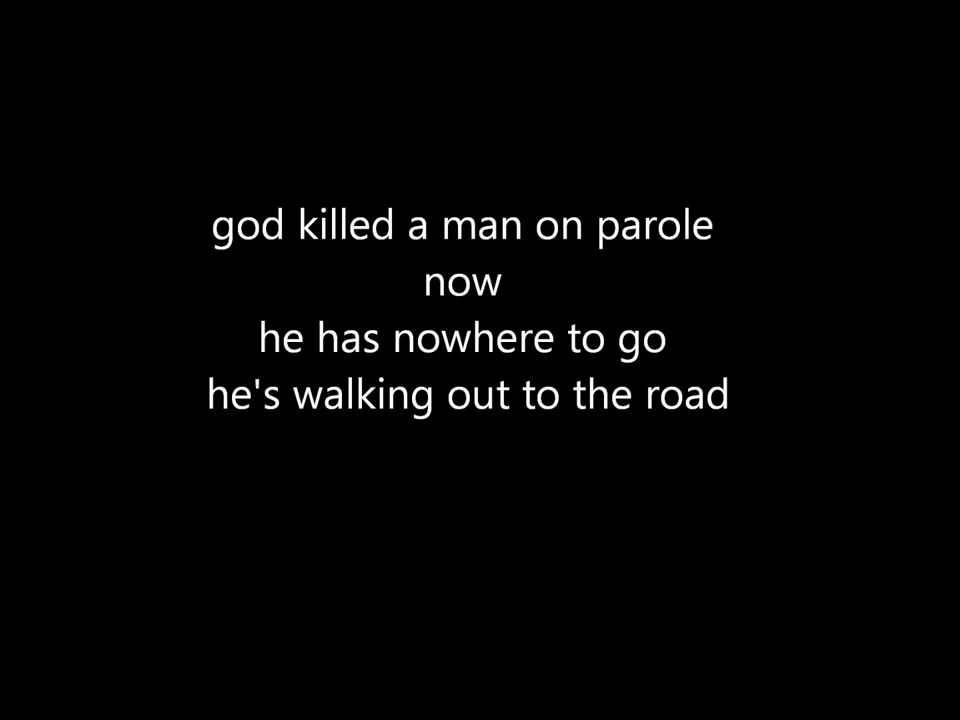 god killed a man on parole
now
he has nowhere to go
he's walking out to the road